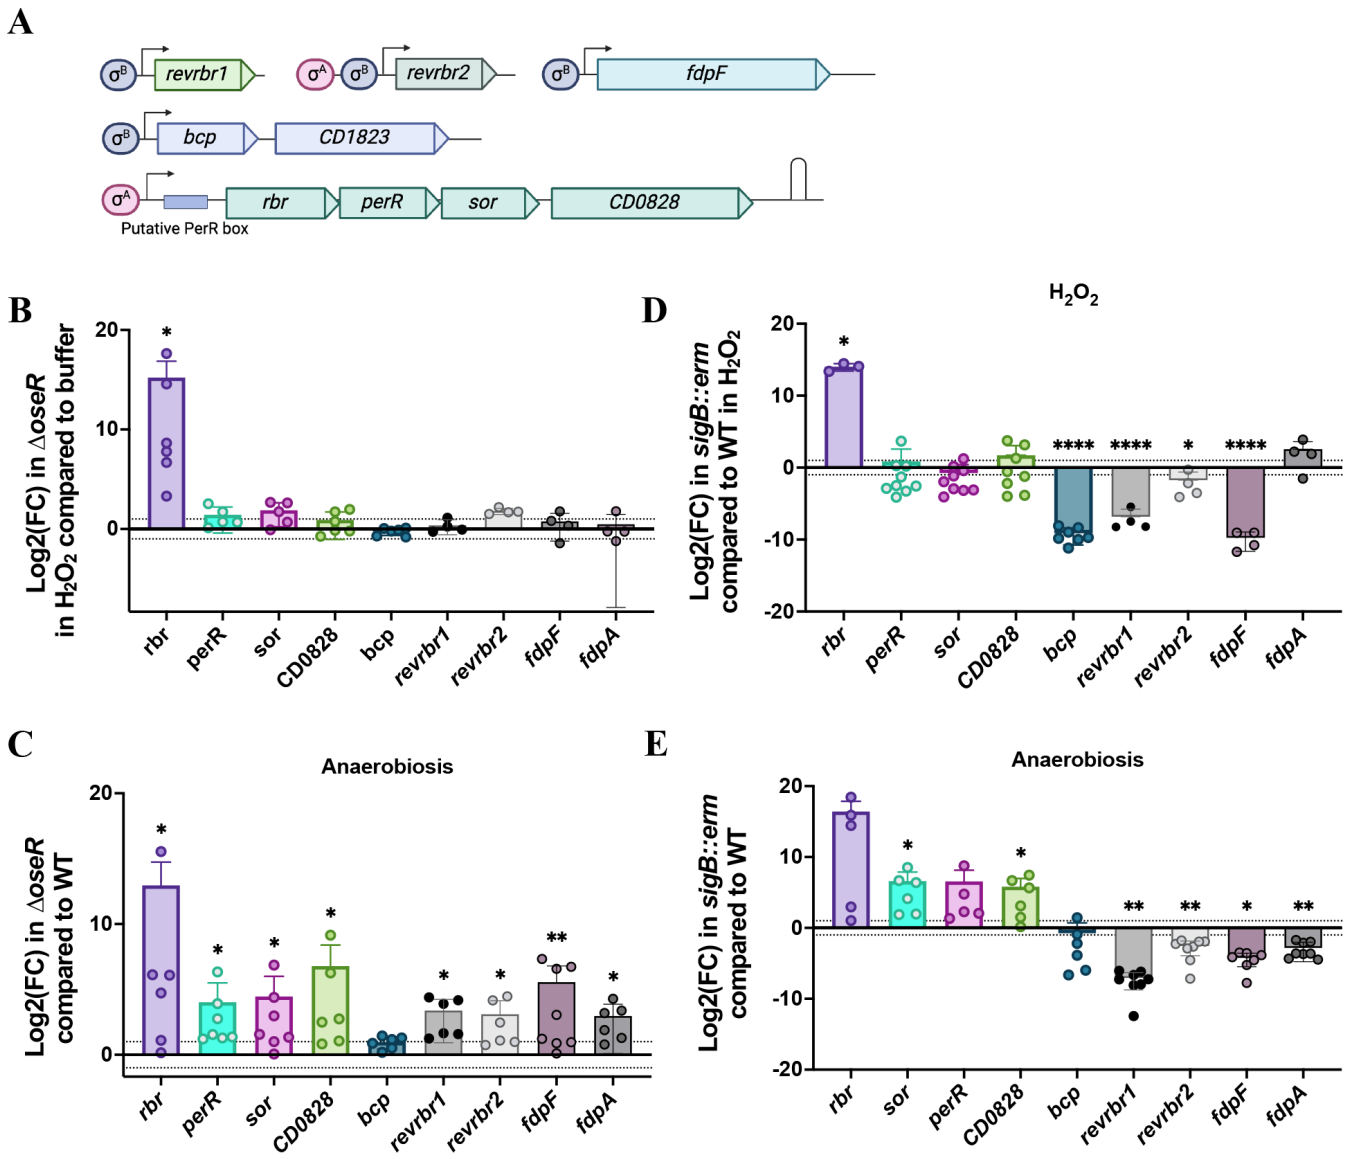 A
σB revrbr1 σA σB revrbr2 σB fdpF
σB bcp CD1823
σA rbr perR sor CD0828
Putative PerR box
B
Log2(FC) in ΔoseR
in H2O2 compared to buffer
20
10
0
rbr perR sor CD0828 bcp revrbr1 revrbr2 fdpF fdpA
*
D
H2O2
Log2(FC) in sigB::erm
compared to WT in H2O2
20
10
0
-10
-20
* **** **** * ****
rbr perR sor CD0828 bcp revrbr1 revrbr2 fdpF fdpA
C
Anaerobiosis
Log2(FC) in ΔoseR
compared to WT
20
10
0
* * * * * * ** *
rbr perR sor CD0828 bcp revrbr1 revrbr2 fdpF fdpA
E
Anaerobiosis
Log2(FC) in sigB::erm
compared to WT
20
10
0
-10
-20
* * ** ** * **
rbr sor perR CD0828 bcp revrbr1 revrbr2 fdpF fdpA